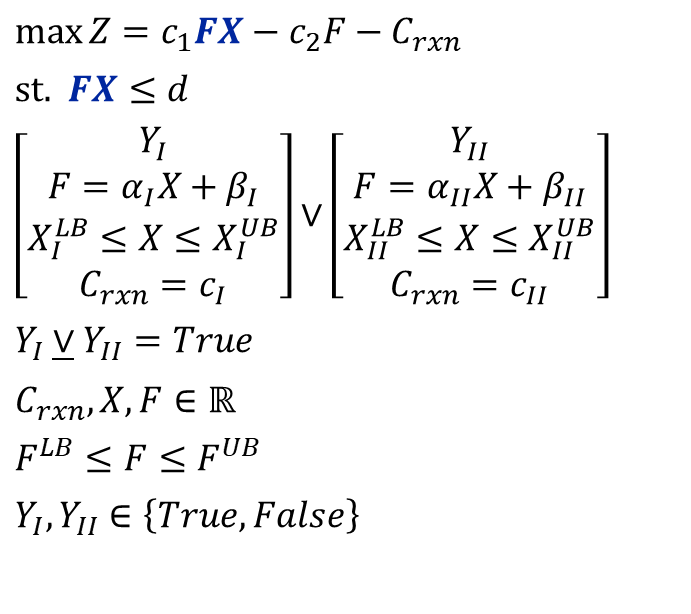 max Z = c₁FX − c₂F − C_rxn
st. FX ≤ d
[Y_I] ∨ [Y_II]
[F = α_I X + β_I] [F = α_II X + β_II]
[X_I^LB ≤ X ≤ X_I^UB] [X_II^LB ≤ X ≤ X_II^UB]
[C_rxn = c_I] [C_rxn = c_II]
Y_I ⊻ Y_II = True
C_rxn, X, F ∈ ℝ
F^LB ≤ F ≤ F^UB
Y_I, Y_II ∈ {True, False}